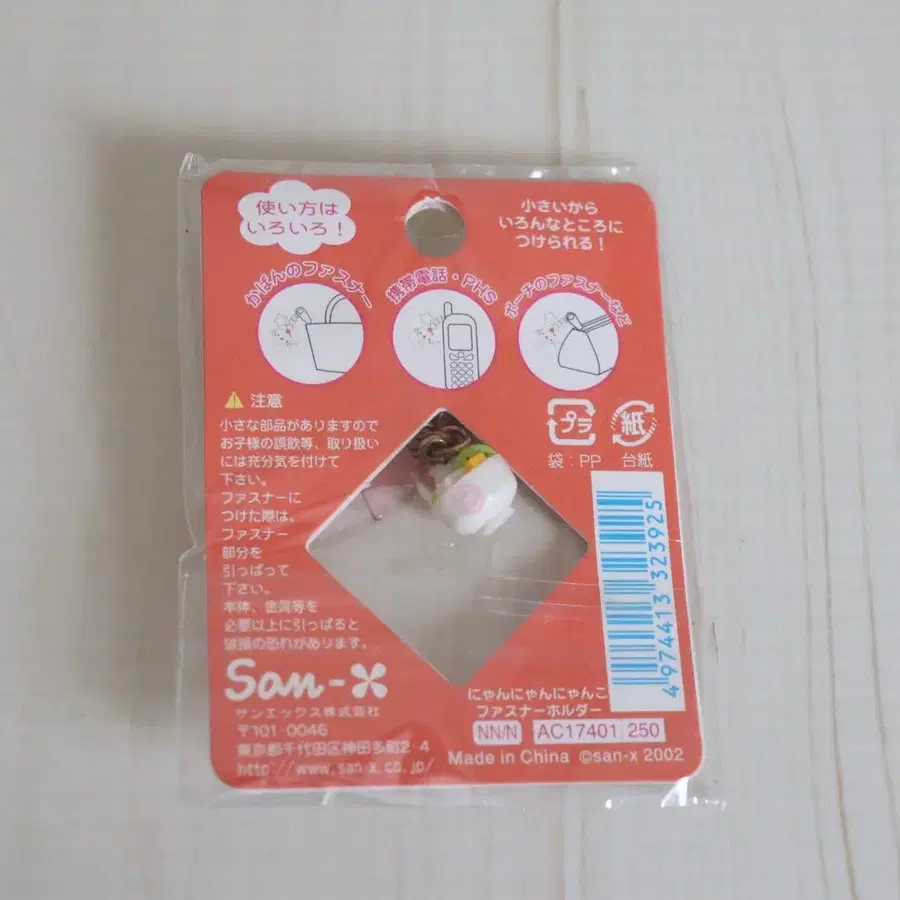 使い方は
いろいろ!
小さいから
いろんなところに
つけられる!
かばんのファスナー
携帯電話・PHS
ポーチのファスナーなど
注意
小さな部品がありますので
お子様の誤飲等、取り扱い
には充分気を付けて
下さい。
ファスナーに
つけた際は、
ファスナー
部分を
引っぱって
下さい。
本体、金具等を
必要以上に引っぱると
破損の恐れがあります。
プラ
紙
袋:PP 台紙
4974413 323925
San-X
サンエックス株式会社
〒101-0046
東京都千代田区神田多町2-4
http://www.san-x.co.jp/
にゃんにゃんにゃんこ
ファスナーホルダー
NN/N AC17401 250
Made in China ©san-x 2002